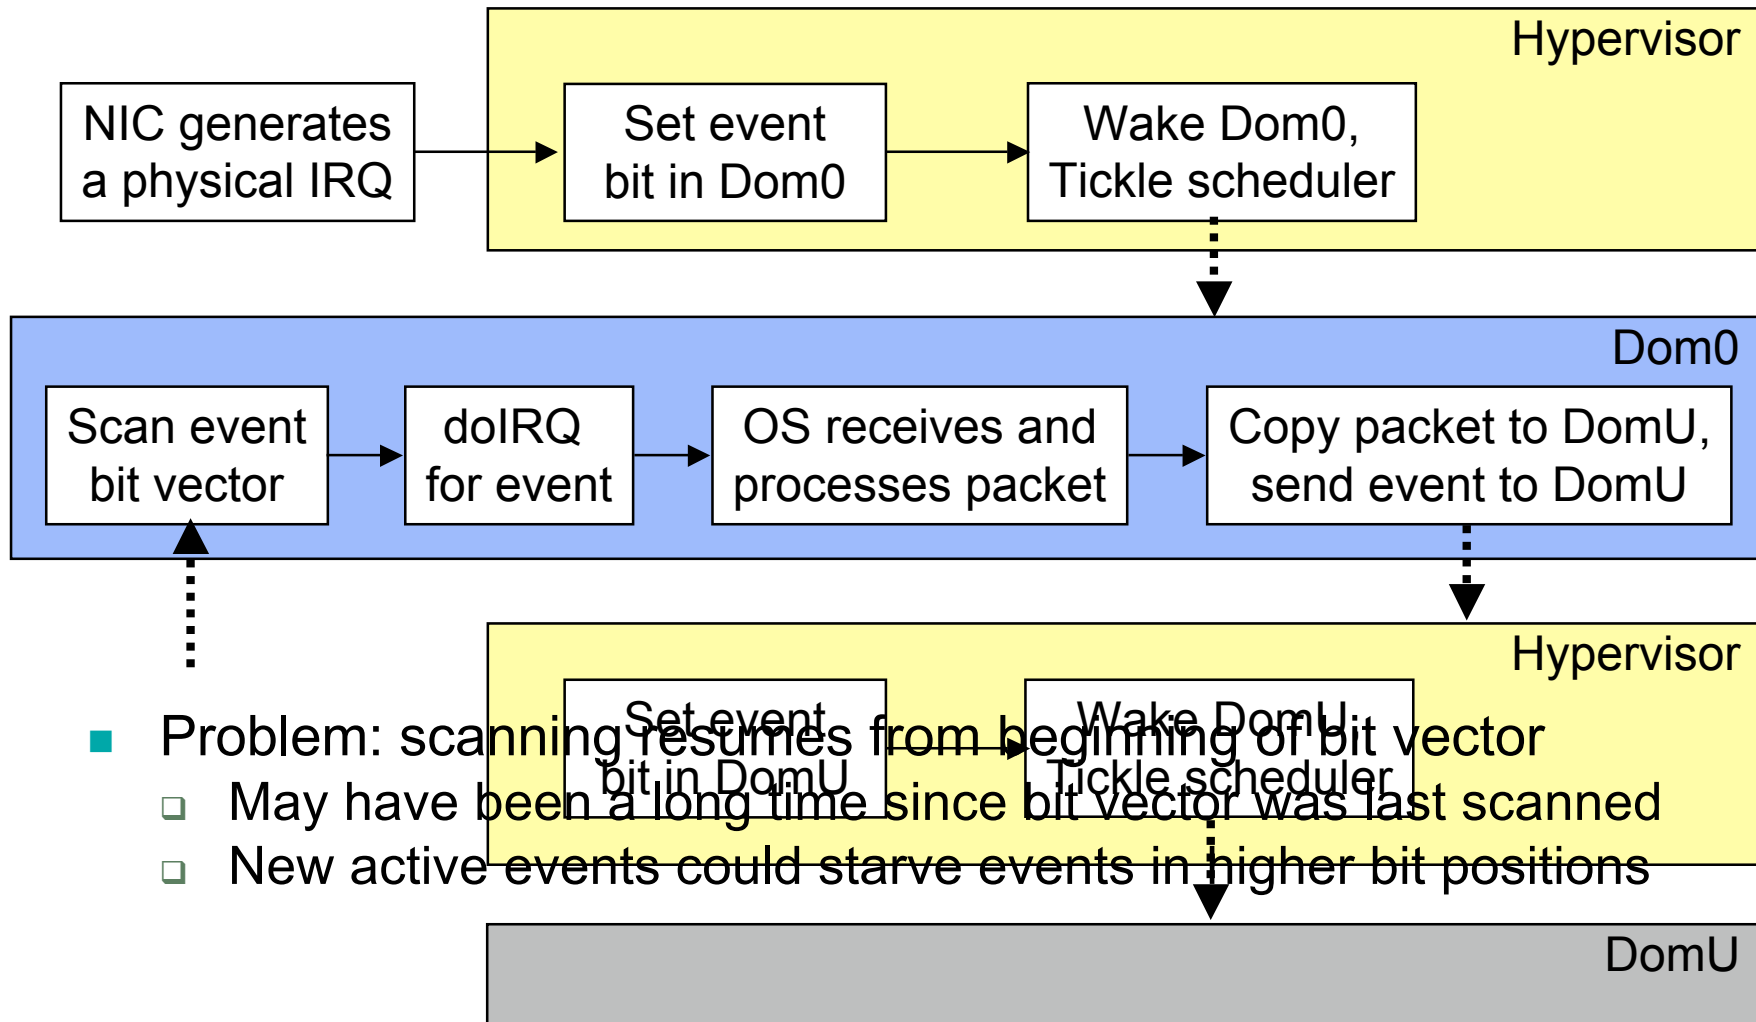 Hypervisor
NIC generates
a physical IRQ
Set event
bit in Dom0
Wake Dom0,
Tickle scheduler
Dom0
Scan event
bit vector
doIRQ
for event
OS receives and
processes packet
Copy packet to DomU,
send event to DomU
Hypervisor
Set event
bit in DomU
Wake DomU,
Tickle scheduler
Problem: scanning resumes from beginning of bit vector
May have been a long time since bit vector was last scanned
New active events could starve events in higher bit positions
DomU